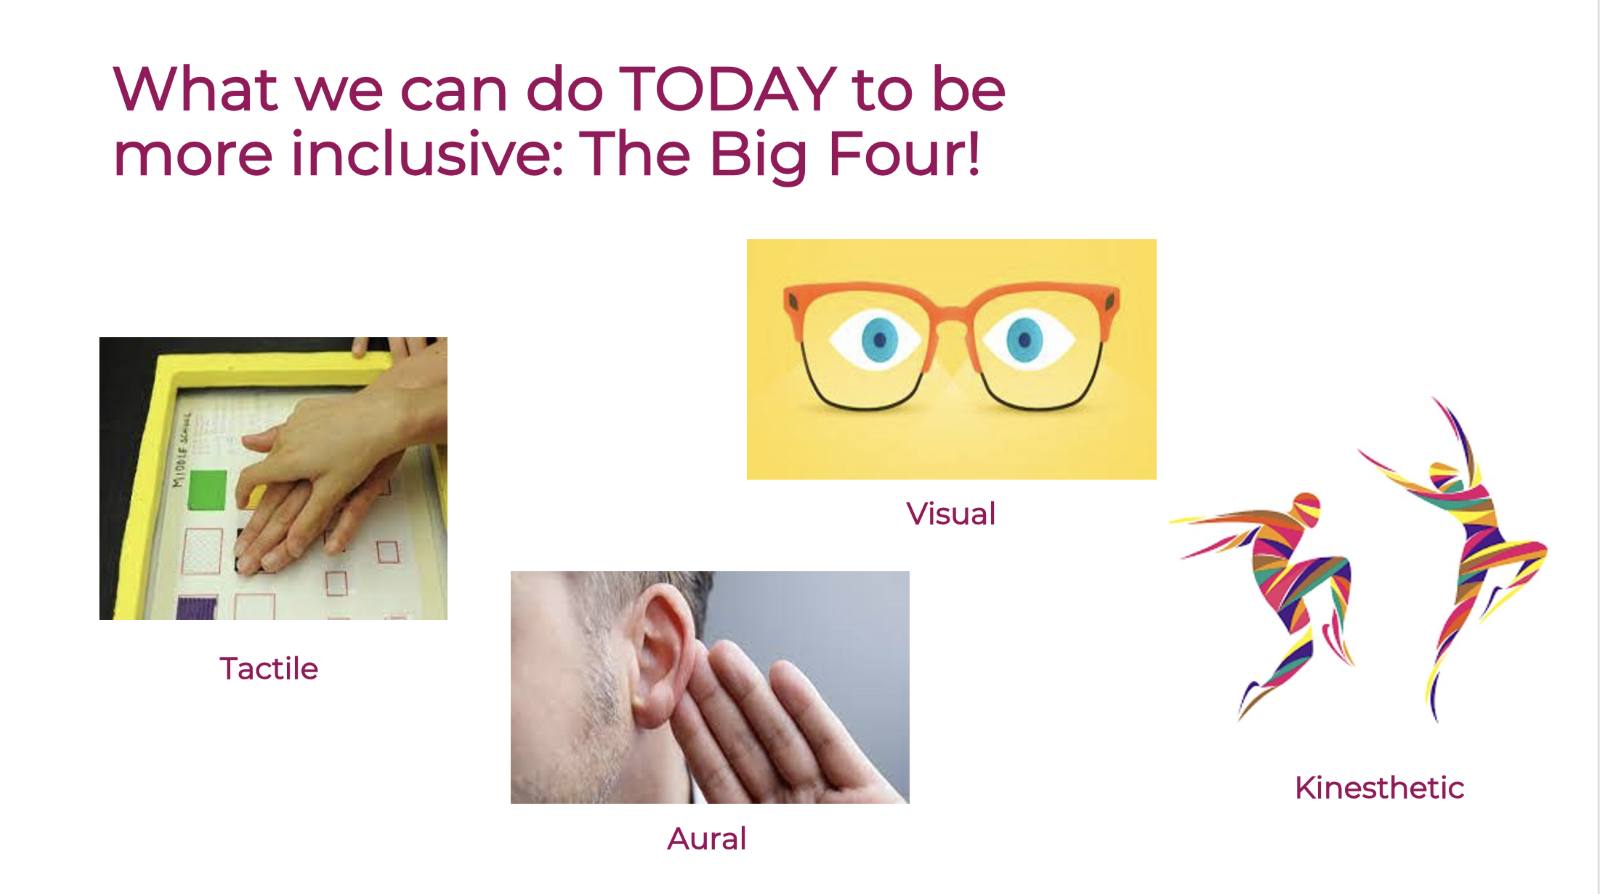 What we can do TODAY to be
more inclusive: The Big Four!
MIDDLE SCHOOL
Visual
Tactile
Kinesthetic
Aural